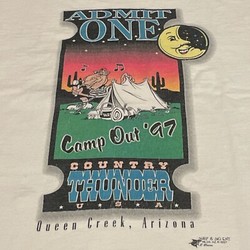 ADMIT
ONE
Camp Out '97
COUNTRY
THUNDER
U.S.A.
Queen Creek, Arizona